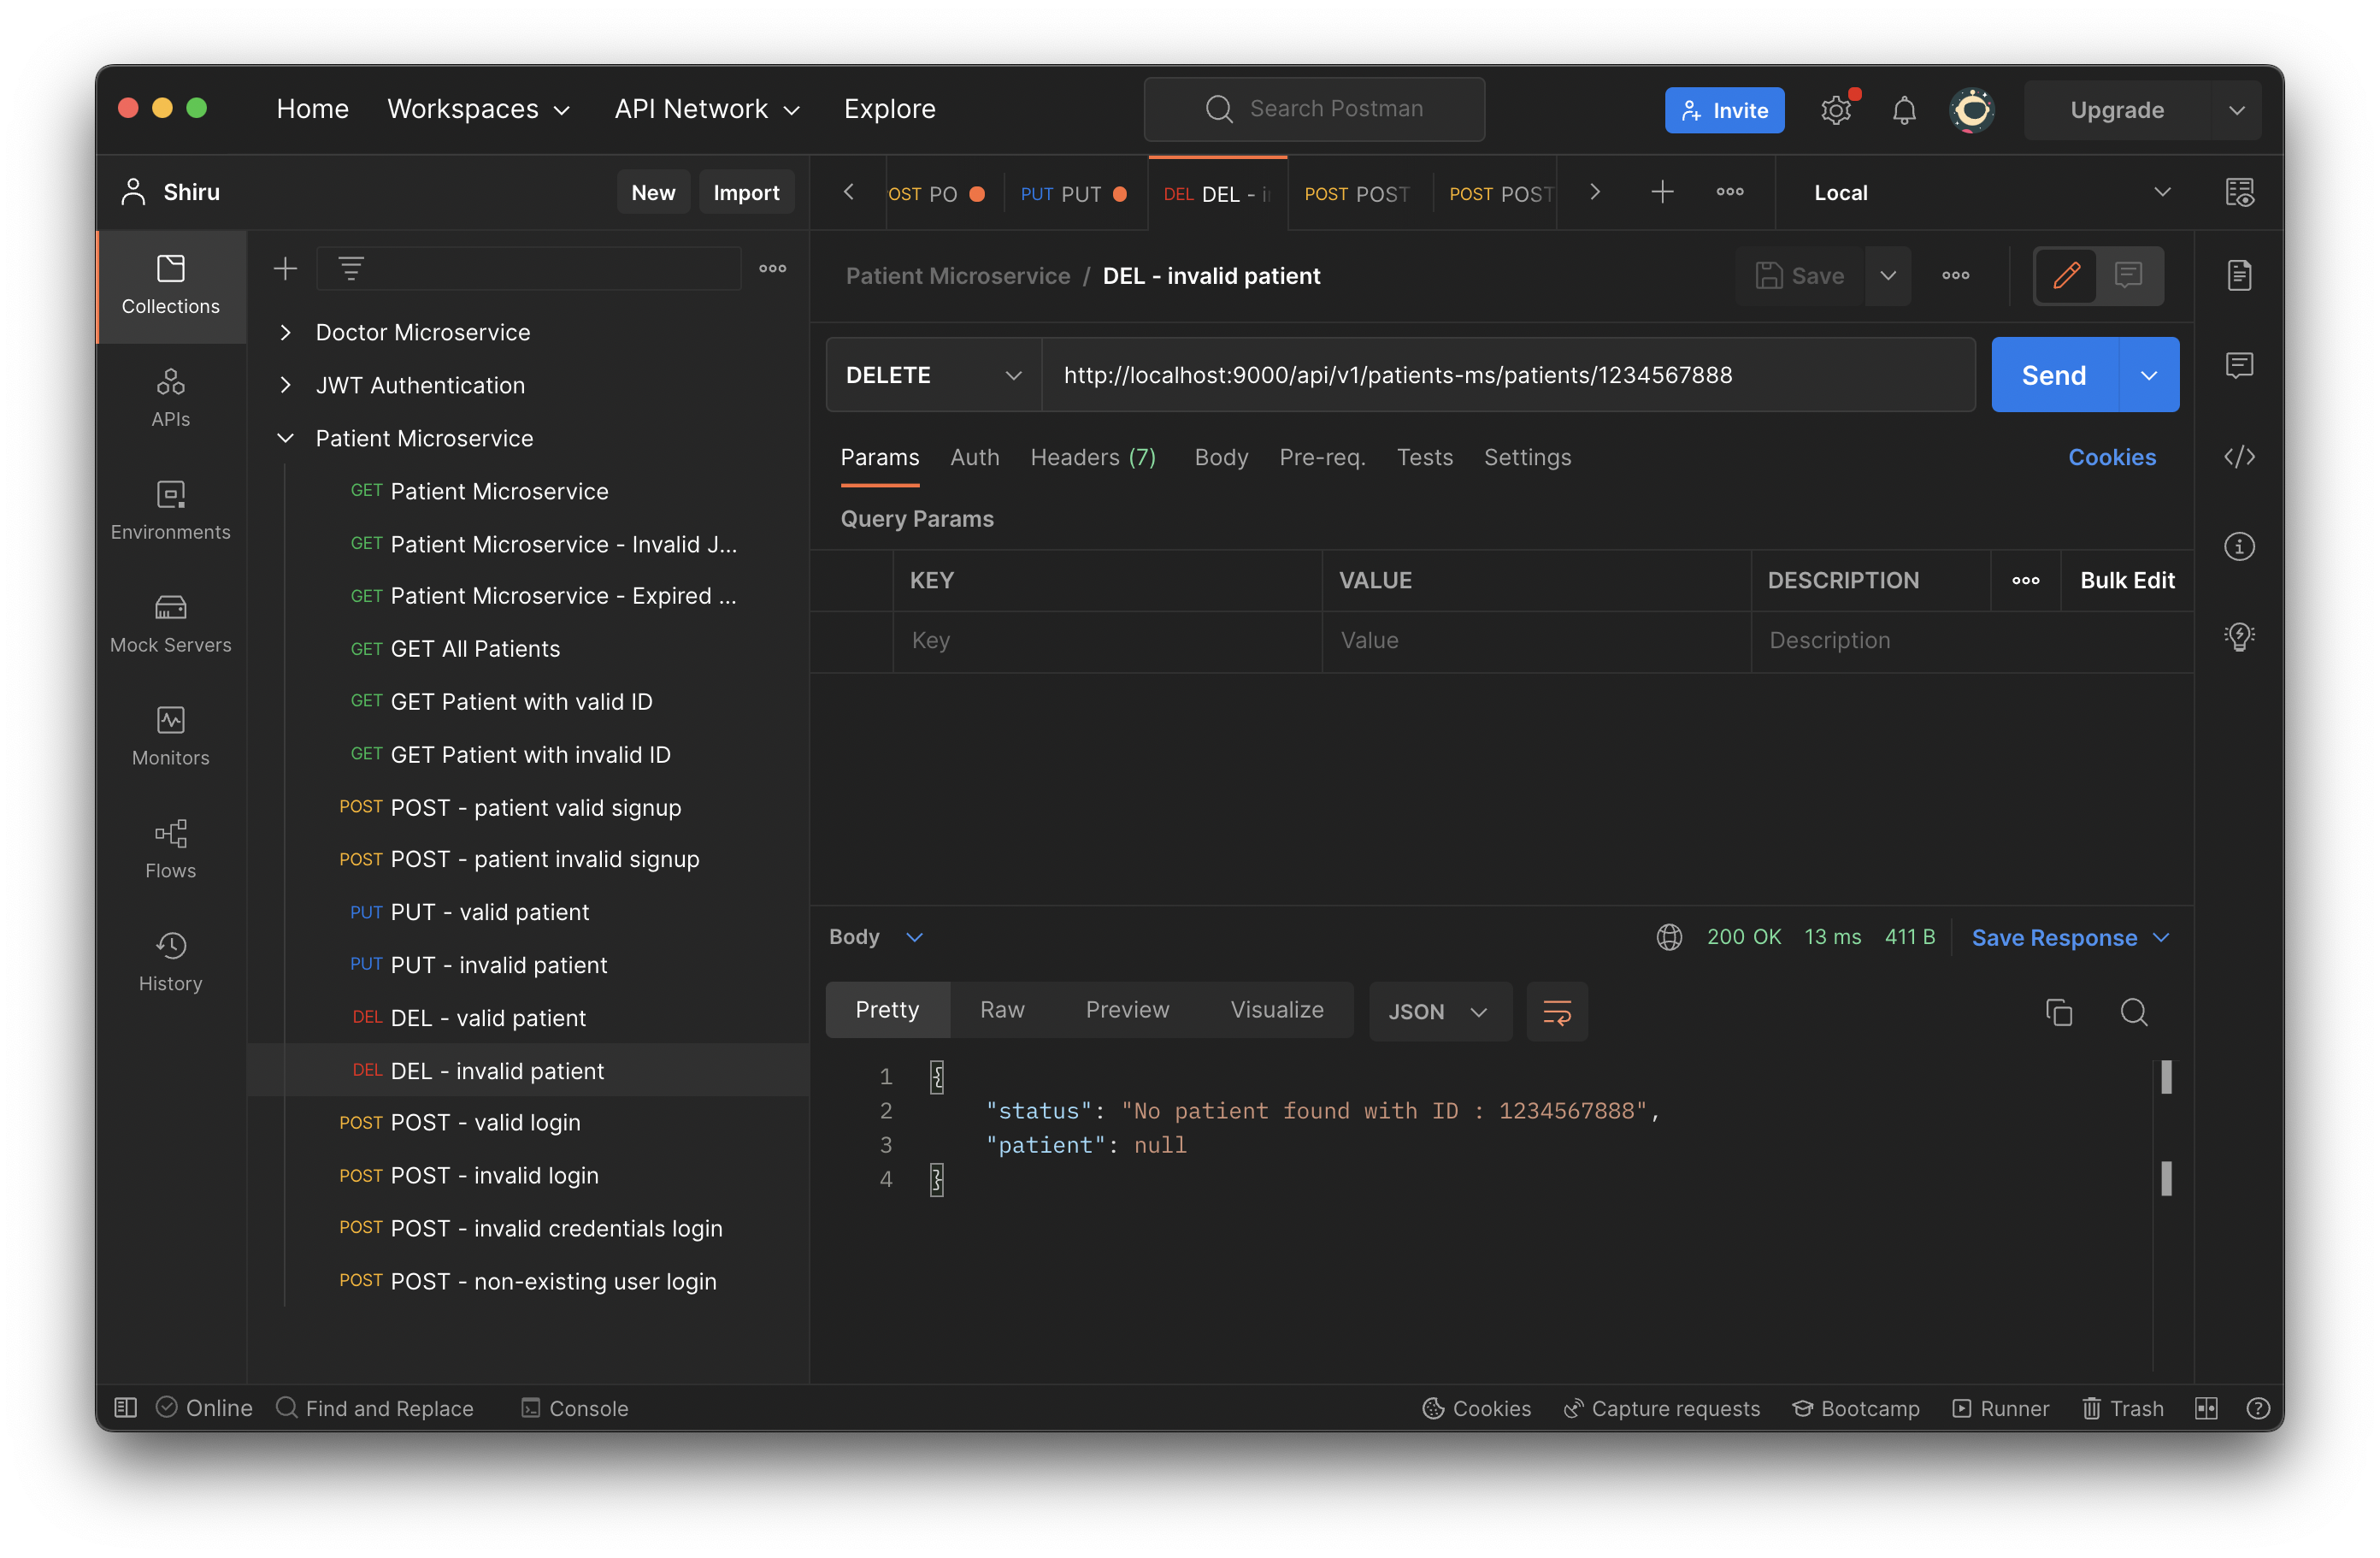 Home Workspaces API Network Explore Search Postman Invite Upgrade
Shiru New Import
OST PO PUT PUT DEL DEL - POST POST POST POST Local
Collections
APIs
Environments
Mock Servers
Monitors
Flows
History
Doctor Microservice
JWT Authentication
Patient Microservice
GET Patient Microservice
GET Patient Microservice - Invalid J...
GET Patient Microservice - Expired ...
GET GET All Patients
GET GET Patient with valid ID
GET GET Patient with invalid ID
POST POST - patient valid signup
POST POST - patient invalid signup
PUT PUT - valid patient
PUT PUT - invalid patient
DEL DEL - valid patient
DEL DEL - invalid patient
POST POST - valid login
POST POST - invalid login
POST POST - invalid credentials login
POST POST - non-existing user login
Patient Microservice / DEL - invalid patient Save
DELETE http://localhost:9000/api/v1/patients-ms/patients/1234567888 Send
Params Auth Headers (7) Body Pre-req. Tests Settings Cookies
Query Params
KEY VALUE DESCRIPTION Bulk Edit
Key Value Description
Body 200 OK 13 ms 411 B Save Response
Pretty Raw Preview Visualize JSON
1 {
2 "status": "No patient found with ID : 1234567888",
3 "patient": null
4 }
Online Find and Replace Console Cookies Capture requests Bootcamp Runner Trash